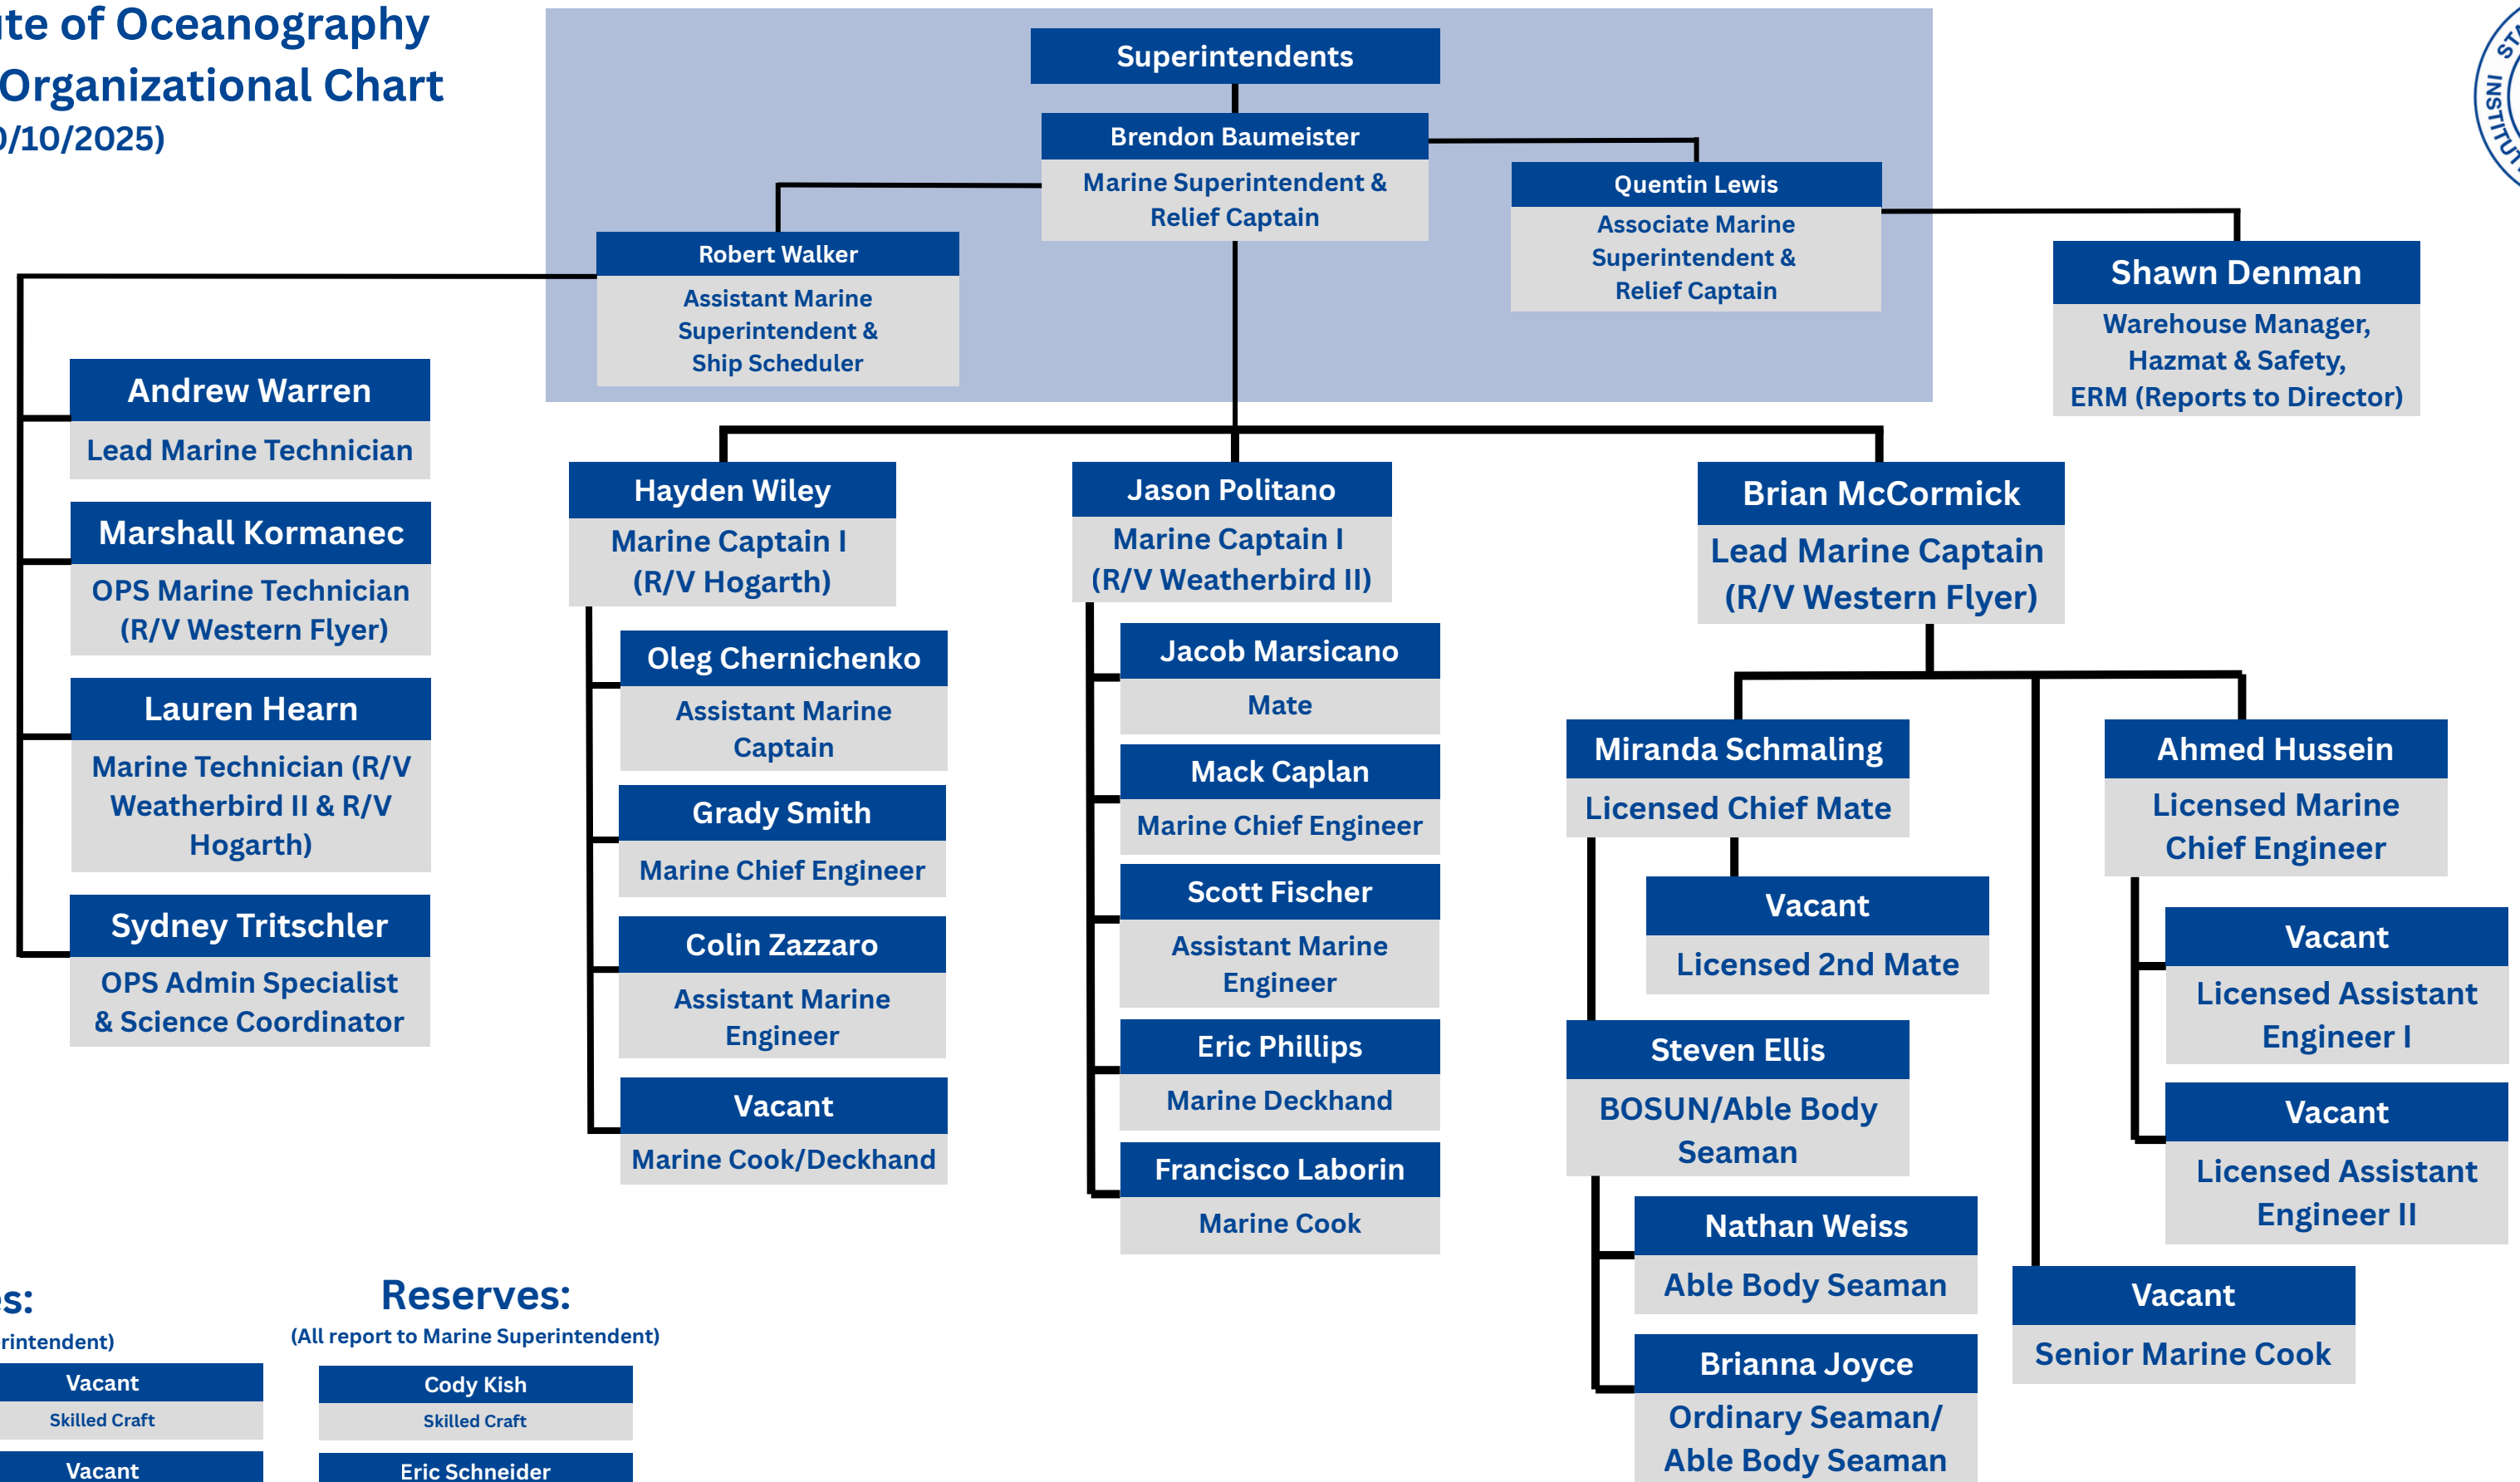 Oceanography
Organizational Chart
/10/2025)
Superintendents
Brendon Baumeister
Marine Superintendent &
Relief Captain
Quentin Lewis
Associate Marine
Superintendent &
Relief Captain
Robert Walker
Assistant Marine
Superintendent &
Ship Scheduler
Shawn Denman
Warehouse Manager,
Hazmat & Safety,
ERM (Reports to Director)
Andrew Warren
Lead Marine Technician
Marshall Kormanec
OPS Marine Technician
(R/V Western Flyer)
Lauren Hearn
Marine Technician (R/V
Weatherbird II & R/V
Hogarth)
Sydney Tritschler
OPS Admin Specialist
& Science Coordinator
Hayden Wiley
Marine Captain I
(R/V Hogarth)
Oleg Chernichenko
Assistant Marine
Captain
Grady Smith
Marine Chief Engineer
Colin Zazzaro
Assistant Marine
Engineer
Vacant
Marine Cook/Deckhand
Jason Politano
Marine Captain I
(R/V Weatherbird II)
Jacob Marsicano
Mate
Mack Caplan
Marine Chief Engineer
Scott Fischer
Assistant Marine
Engineer
Eric Phillips
Marine Deckhand
Francisco Laborin
Marine Cook
Brian McCormick
Lead Marine Captain
(R/V Western Flyer)
Miranda Schmaling
Licensed Chief Mate
Vacant
Licensed 2nd Mate
Steven Ellis
BOSUN/Able Body
Seaman
Nathan Weiss
Able Body Seaman
Brianna Joyce
Ordinary Seaman/
Able Body Seaman
Ahmed Hussein
Licensed Marine
Chief Engineer
Vacant
Licensed Assistant
Engineer I
Vacant
Licensed Assistant
Engineer II
Vacant
Senior Marine Cook
rintendent)
Vacant
Skilled Craft
Vacant
Reserves:
(All report to Marine Superintendent)
Cody Kish
Skilled Craft
Eric Schneider